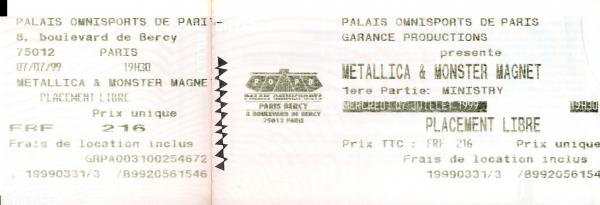 PALAIS OMNISPORTS DE PARI
8, boulevard de Bercy
75012 PARIS
07/07/99 19H30
METALLICA & MONSTER MAGNE
PLACEMENT LIBRE
Prix unique
FRF 216
Frais de location inclus
GRPA003100254672
, 19990331/3 /B9920561546
PALAIS OMNISPORTS
PARIS BERCY
8 BOULEVARD DE BERCY
75012 PARIS
PALAIS OMNISPORTS DE PARIS
GARANCE PRODUCTIONS
presente
METALLICA & MONSTER MAGNET
1ere Partie: MINISTRY
MERCREDI 07 JUILLET 1999 19H30
PLACEMENT LIBRE
Prix TTC : FRF 216 Prix unique
Frais de location inclus
19990331/3 /B992056154